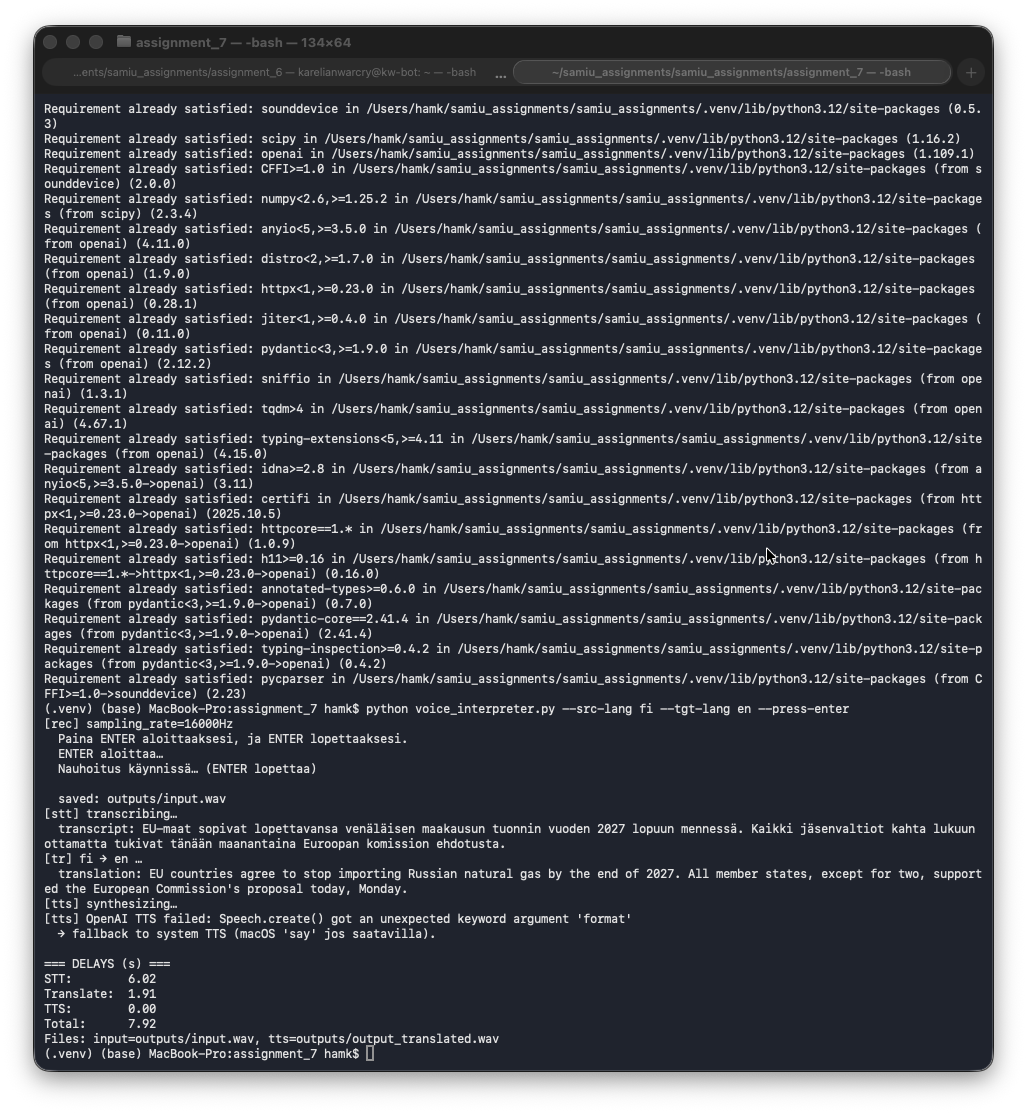 assignment_7 — -bash — 134×64
...ents/samiu_assignments/assignment_6 — karelianwarcry@kw-bot: ~ — -bash ... ~/samiu_assignments/samiu_assignments/assignment_7 — -bash +
Requirement already satisfied: sounddevice in /Users/hamk/samiu_assignments/samiu_assignments/.venv/lib/python3.12/site-packages (0.5.
3)
Requirement already satisfied: scipy in /Users/hamk/samiu_assignments/samiu_assignments/.venv/lib/python3.12/site-packages (1.16.2)
Requirement already satisfied: openai in /Users/hamk/samiu_assignments/samiu_assignments/.venv/lib/python3.12/site-packages (1.109.1)
Requirement already satisfied: CFFI>=1.0 in /Users/hamk/samiu_assignments/samiu_assignments/.venv/lib/python3.12/site-packages (from s
ounddevice) (2.0.0)
Requirement already satisfied: numpy<2.6,>=1.25.2 in /Users/hamk/samiu_assignments/samiu_assignments/.venv/lib/python3.12/site-package
s (from scipy) (2.3.4)
Requirement already satisfied: anyio<5,>=3.5.0 in /Users/hamk/samiu_assignments/samiu_assignments/.venv/lib/python3.12/site-packages (
from openai) (4.11.0)
Requirement already satisfied: distro<2,>=1.7.0 in /Users/hamk/samiu_assignments/samiu_assignments/.venv/lib/python3.12/site-packages
(from openai) (1.9.0)
Requirement already satisfied: httpx<1,>=0.23.0 in /Users/hamk/samiu_assignments/samiu_assignments/.venv/lib/python3.12/site-packages
(from openai) (0.28.1)
Requirement already satisfied: jiter<1,>=0.4.0 in /Users/hamk/samiu_assignments/samiu_assignments/.venv/lib/python3.12/site-packages (
from openai) (0.11.0)
Requirement already satisfied: pydantic<3,>=1.9.0 in /Users/hamk/samiu_assignments/samiu_assignments/.venv/lib/python3.12/site-package
s (from openai) (2.12.2)
Requirement already satisfied: sniffio in /Users/hamk/samiu_assignments/samiu_assignments/.venv/lib/python3.12/site-packages (from ope
nai) (1.3.1)
Requirement already satisfied: tqdm>4 in /Users/hamk/samiu_assignments/samiu_assignments/.venv/lib/python3.12/site-packages (from open
ai) (4.67.1)
Requirement already satisfied: typing-extensions<5,>=4.11 in /Users/hamk/samiu_assignments/samiu_assignments/.venv/lib/python3.12/site
-packages (from openai) (4.15.0)
Requirement already satisfied: idna>=2.8 in /Users/hamk/samiu_assignments/samiu_assignments/.venv/lib/python3.12/site-packages (from a
nyio<5,>=3.5.0->openai) (3.11)
Requirement already satisfied: certifi in /Users/hamk/samiu_assignments/samiu_assignments/.venv/lib/python3.12/site-packages (from htt
px<1,>=0.23.0->openai) (2025.10.5)
Requirement already satisfied: httpcore==1.* in /Users/hamk/samiu_assignments/samiu_assignments/.venv/lib/python3.12/site-packages (fr
om httpx<1,>=0.23.0->openai) (1.0.9)
Requirement already satisfied: h11>=0.16 in /Users/hamk/samiu_assignments/samiu_assignments/.venv/lib/python3.12/site-packages (from h
ttpcore==1.*->httpx<1,>=0.23.0->openai) (0.16.0)
Requirement already satisfied: annotated-types>=0.6.0 in /Users/hamk/samiu_assignments/samiu_assignments/.venv/lib/python3.12/site-pac
kages (from pydantic<3,>=1.9.0->openai) (0.7.0)
Requirement already satisfied: pydantic-core==2.41.4 in /Users/hamk/samiu_assignments/samiu_assignments/.venv/lib/python3.12/site-pack
ages (from pydantic<3,>=1.9.0->openai) (2.41.4)
Requirement already satisfied: typing-inspection>=0.4.2 in /Users/hamk/samiu_assignments/samiu_assignments/.venv/lib/python3.12/site-p
ackages (from pydantic<3,>=1.9.0->openai) (0.4.2)
Requirement already satisfied: pycparser in /Users/hamk/samiu_assignments/samiu_assignments/.venv/lib/python3.12/site-packages (from C
FFI>=1.0->sounddevice) (2.23)
(.venv) (base) MacBook-Pro:assignment_7 hamk$ python voice_interpreter.py --src-lang fi --tgt-lang en --press-enter
[rec] sampling_rate=16000Hz
Paina ENTER aloittaaksesi, ja ENTER lopettaaksesi.
ENTER aloittaa…
Nauhoitus käynnissä… (ENTER lopettaa)
saved: outputs/input.wav
[stt] transcribing…
transcript: EU-maat sopivat lopettavansa venäläisen maakausun tuonnin vuoden 2027 lopuun mennessä. Kaikki jäsenvaltiot kahta lukuun
ottamatta tukivat tänään maanantaina Euroopan komission ehdotusta.
[tr] fi → en …
translation: EU countries agree to stop importing Russian natural gas by the end of 2027. All member states, except for two, support
ed the European Commission's proposal today, Monday.
[tts] synthesizing…
[tts] OpenAI TTS failed: Speech.create() got an unexpected keyword argument 'format'
→ fallback to system TTS (macOS 'say' jos saatavilla).
=== DELAYS (s) ===
STT: 6.02
Translate: 1.91
TTS: 0.00
Total: 7.92
Files: input=outputs/input.wav, tts=outputs/output_translated.wav
(.venv) (base) MacBook-Pro:assignment_7 hamk$